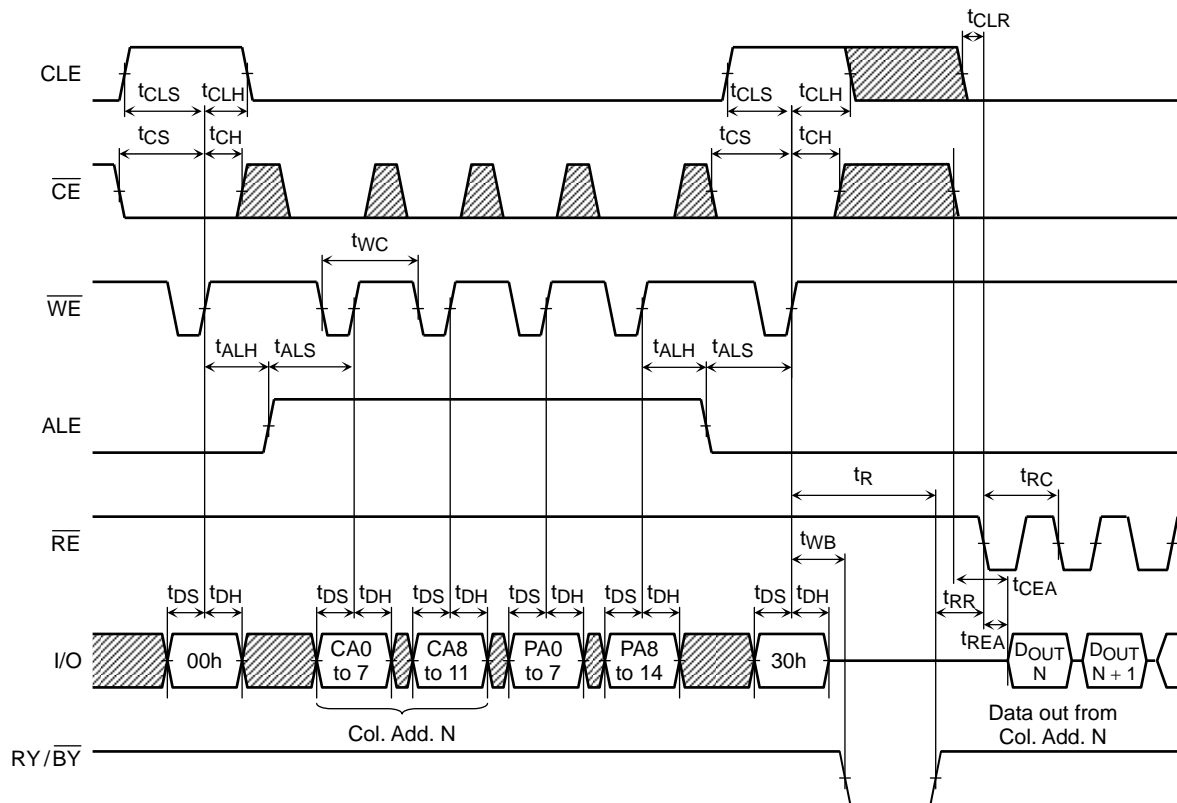 tCLR
CLE
tCLS tCLH tCLS tCLH
tCS tCH tCS tCH
CE
tWC
WE
tALH tALS tALH tALS
ALE
tR tRC
RE
tWB
tDS tDH tDS tDH tDS tDH tDS tDH tDS tDH tDS tDH tRR tCEA
tREA
I/O 00h CA0 to 7 CA8 to 11 PA0 to 7 PA8 to 14 30h DOUT N DOUT N + 1
Col. Add. N
Data out from
Col. Add. N
RY/BY